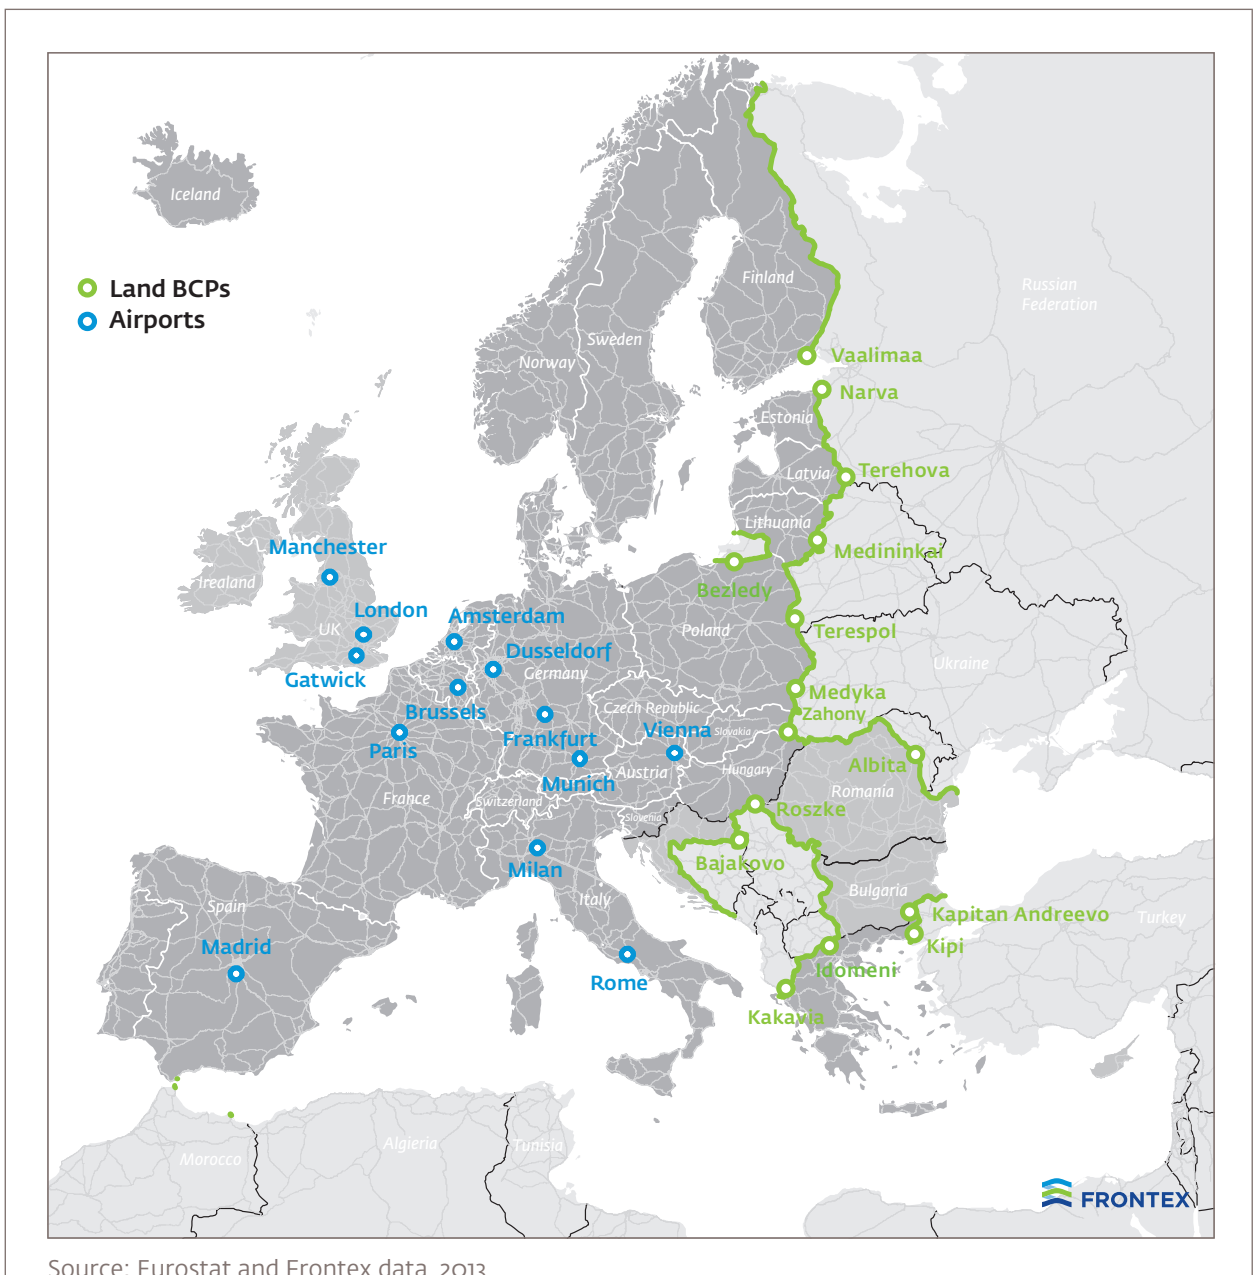 Iceland
Land BCPs
Airports
Finland
Russian
Federation
Sweden
Norway
Vaalimaa
Narva
Estonia
Terehova
Latvia
Lithuania
Medininkai
Manchester
Irealand
Bezledy
London
Amsterdam
UK
Poland
Terespol
Dusseldorf
Germany
Ukraine
Gatwick
Medyka
Czech Republic
Brussels
Zahony
Vienna
Slovakia
Frankfurt
Paris
Albita
Austria
Hungary
Munich
Romania
France
Switzerland
Roszke
Slovenia
Bajakovo
Milan
Bulgaria
Italy
Spain
Kapitan Andreevo
Turkey
Madrid
Kipi
Idomeni
Rome
Kakavia
Algieria
Tunisia
Morocco
FRONTEX
Source: Eurostat and Frontex data, 2013